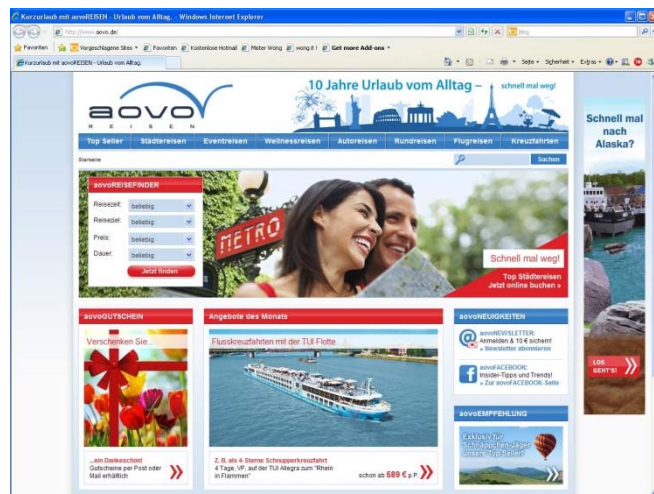 Kurzurlaub mit aovoREISEN - Urlaub vom Alltag. - Windows Internet Explorer
http://www.aovo.de/
bing
Favoriten
Vorgeschlagene Sites
Favoriten
Kostenlose Hotmail
Mister Wong
wong it !
Get more Add-ons
Kurzurlaub mit aovoREISEN - Urlaub vom Alltag.
Seite
Sicherheit
Extras
aovo
REISEN
10 Jahre Urlaub vom Alltag –
schnell mal weg!
Top Seller
Städtereisen
Eventreisen
Wellnessreisen
Autoreisen
Rundreisen
Flugreisen
Kreuzfahrten
Startseite
Suchen
aovoREISEFINDER
Reisezeit:
beliebig
Reiseziel:
beliebig
Preis:
beliebig
Dauer:
beliebig
Jetzt finden
METRO
Schnell mal weg!
Top Städtereisen
Jetzt online buchen »
Schnell mal
nach
Alaska?
LOS
GEHT'S!
aovoGUTSCHEIN
Verschenken Sie...
...ein Dankeschön!
Gutscheine per Post oder
Mail erhältlich
Angebote des Monats
Flusskreuzfahrten mit der TUI Flotte
Z. B. als 4-Sterne Schnupperkreuzfahrt
4 Tage, VP, auf der TUI Allegra zum "Rhein
in Flammen"
schon ab 589 € p.P.
aovoNEUIGKEITEN
aovoNEWSLETTER:
Anmelden & 10 € sichern!
» Newsletter abonnieren
aovoFACEBOOK:
Insider-Tipps und Trends!
» Zur aovoFACEBOOK-Seite
aovoEMPFEHLUNG
Exklusiv für
Schnäppchen-Jäger
unsere Top Seller!